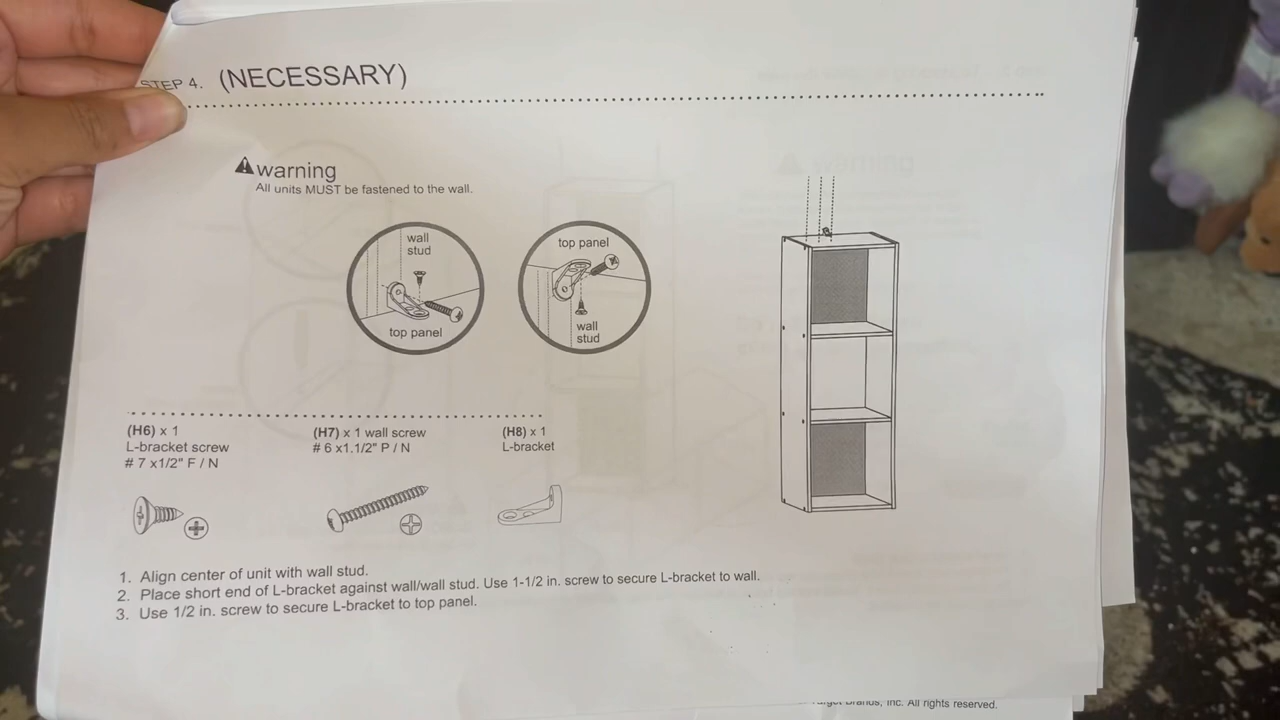 STEP 4. (NECESSARY)
warning
All units MUST be fastened to the wall.
wall
stud
top panel
top panel
wall
stud
(H6) x 1
L-bracket screw
# 7 x1/2" F / N
(H7) x 1 wall screw
# 6 x1.1/2" P / N
(H8) x 1
L-bracket
1. Align center of unit with wall stud.
2. Place short end of L-bracket against wall/wall stud. Use 1-1/2 in. screw to secure L-bracket to wall.
3. Use 1/2 in. screw to secure L-bracket to top panel.
Target Brands, Inc. All rights reserved.